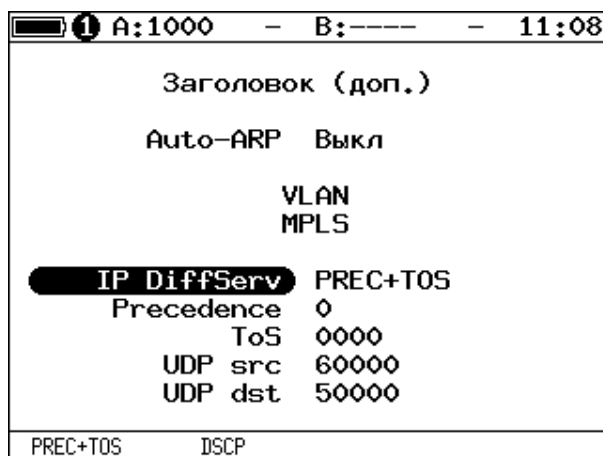 1 A:1000 – B:---- – 11:08
Заголовок (доп.)
Auto-ARP Выкл
VLAN
MPLS
IP DiffServ PREC+TOS
Precedence 0
ToS 0000
UDP src 60000
UDP dst 50000
PREC+TOS DSCP